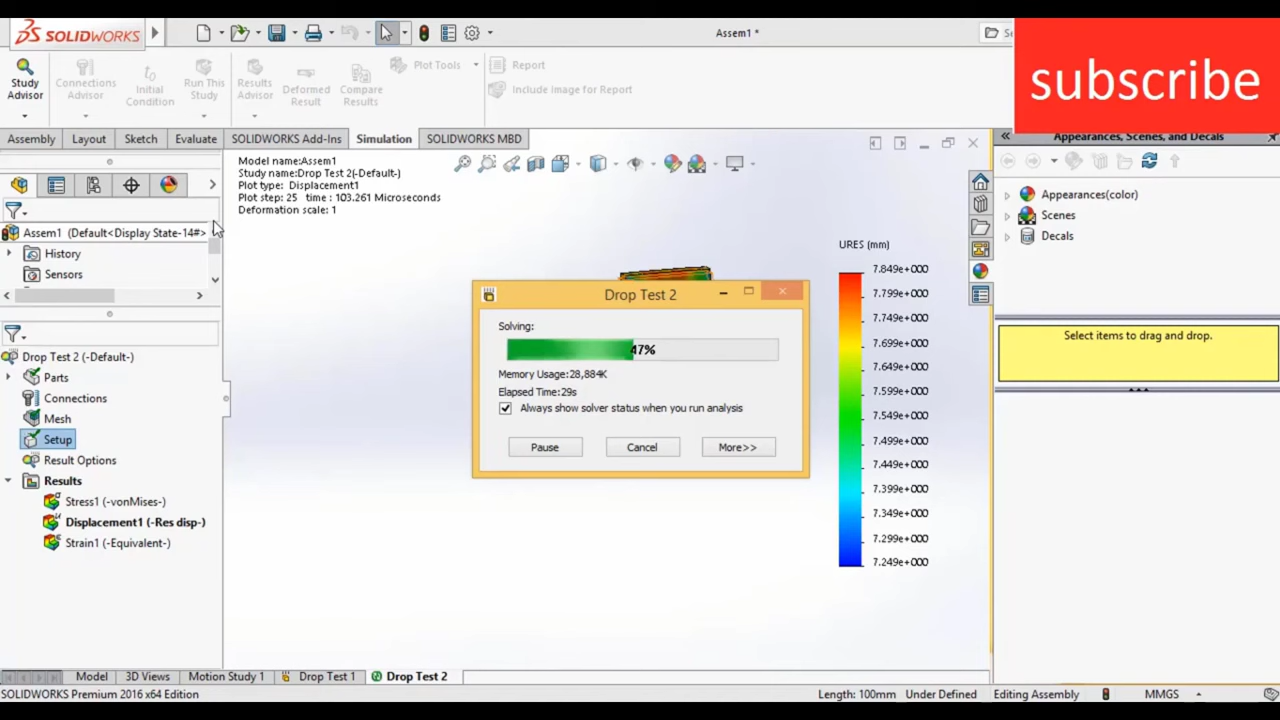 SOLIDWORKS
Assem1 *
subscribe
Study Advisor
Connections Advisor
Initial Condition
Run This Study
Results Advisor
Deformed Result
Compare Results
Plot Tools
Report
Include Image for Report
Assembly
Layout
Sketch
Evaluate
SOLIDWORKS Add-Ins
Simulation
SOLIDWORKS MBD
Appearances, Scenes, and Decals
Model name:Assem1
Study name:Drop Test 2(-Default-)
Plot type: Displacement1
Plot step: 25 time : 103.261 Microseconds
Deformation scale: 1
Assem1 (Default<Display State-14#>
History
Sensors
Drop Test 2 (-Default-)
Parts
Connections
Mesh
Setup
Result Options
Results
Stress1 (-vonMises-)
Displacement1 (-Res disp-)
Strain1 (-Equivalent-)
Drop Test 2
Solving:
47%
Memory Usage:28,884K
Elapsed Time:29s
Always show solver status when you run analysis
Pause
Cancel
More>>
URES (mm)
7.849e+000
7.799e+000
7.749e+000
7.699e+000
7.649e+000
7.599e+000
7.549e+000
7.499e+000
7.449e+000
7.399e+000
7.349e+000
7.299e+000
7.249e+000
Appearances(color)
Scenes
Decals
Select items to drag and drop.
Model
3D Views
Motion Study 1
Drop Test 1
Drop Test 2
SOLIDWORKS Premium 2016 x64 Edition
Length: 100mm
Under Defined
Editing Assembly
MMGS